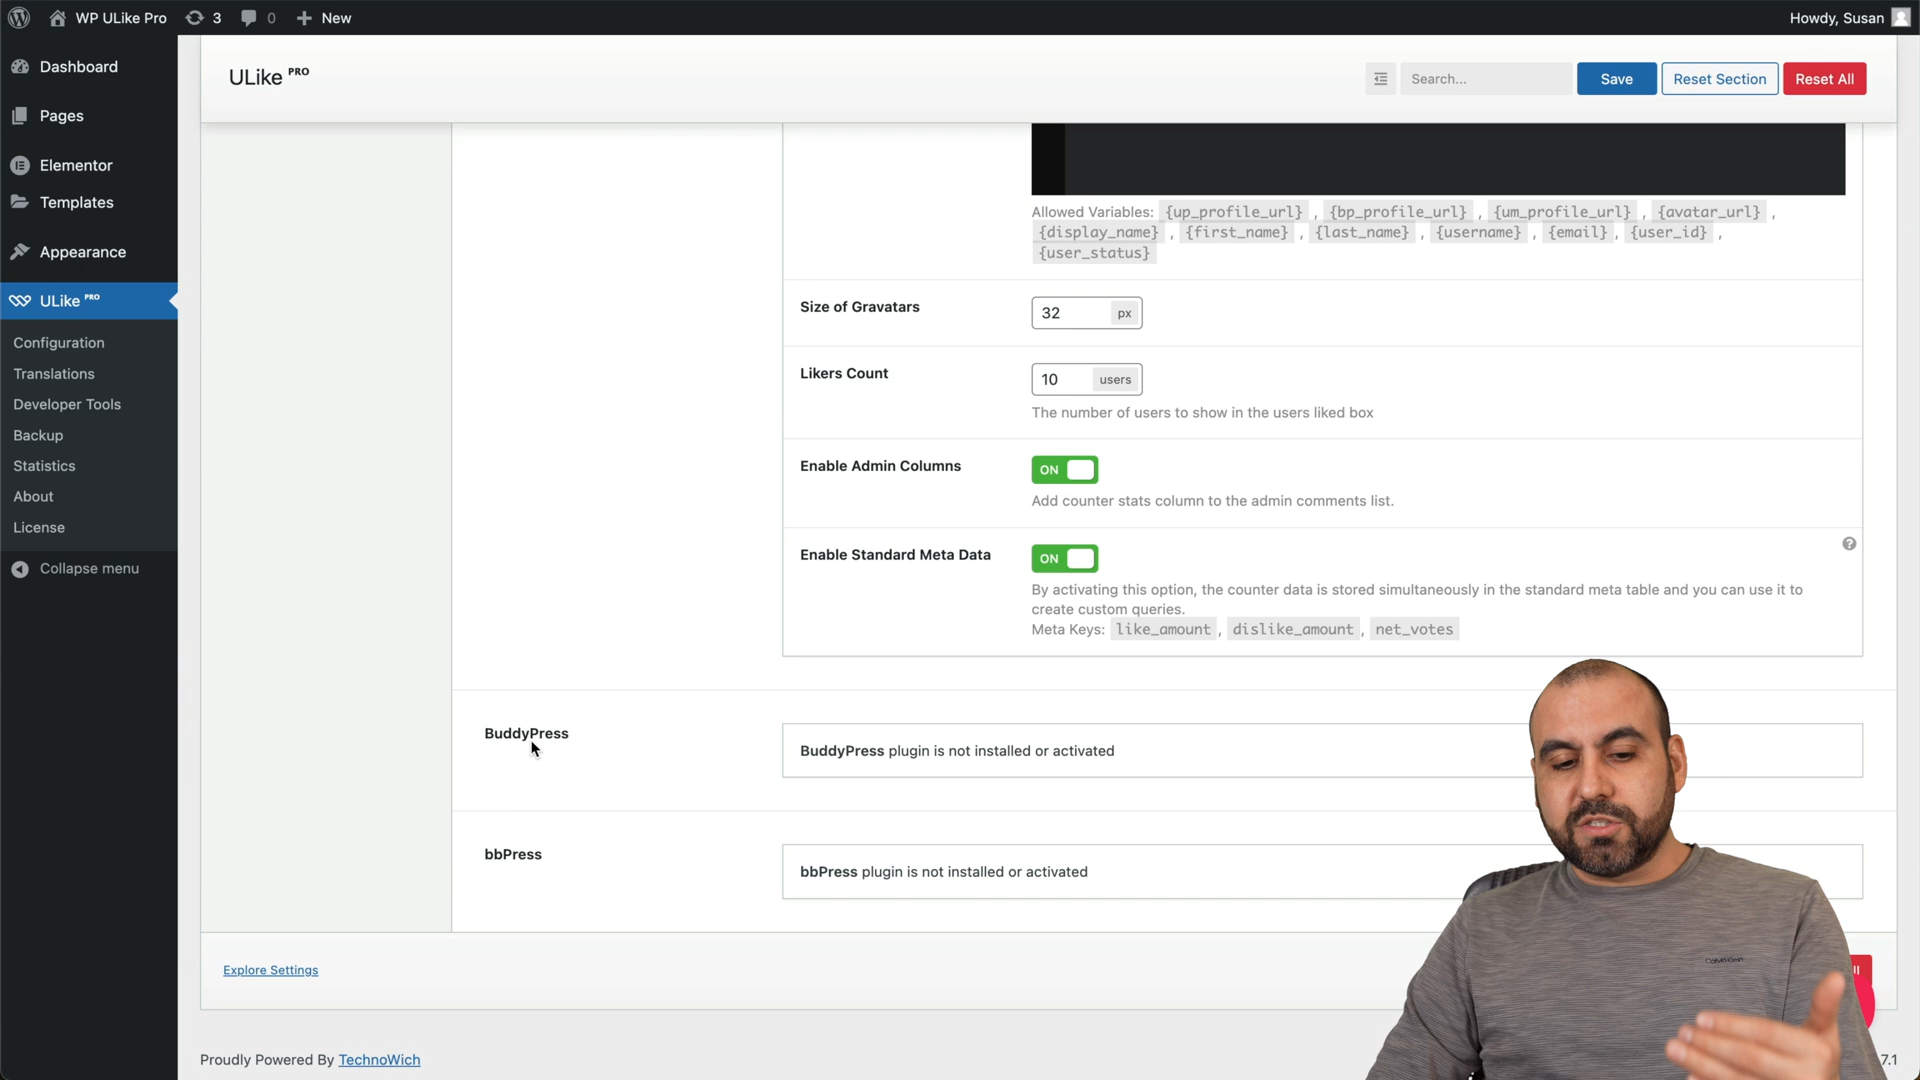 WP ULike Pro 3 0 New
Howdy, Susan
Dashboard
Pages
Elementor
Templates
Appearance
ULike PRO
Configuration
Translations
Developer Tools
Backup
Statistics
About
License
Collapse menu
ULike PRO
Search...
Save
Reset Section
Reset All
Allowed Variables: {up_profile_url} , {bp_profile_url} , {um_profile_url} , {avatar_url} ,
{display_name} , {first_name} , {last_name} , {username} , {email} , {user_id} ,
{user_status}
Size of Gravatars
32 px
Likers Count
10 users
The number of users to show in the users liked box
Enable Admin Columns
ON
Add counter stats column to the admin comments list.
Enable Standard Meta Data
ON
By activating this option, the counter data is stored simultaneously in the standard meta table and you can use it to
create custom queries.
Meta Keys: like_amount , dislike_amount , net_votes
BuddyPress
BuddyPress plugin is not installed or activated
bbPress
bbPress plugin is not installed or activated
Explore Settings
Calvin Klein
Proudly Powered By TechnoWich
7.1